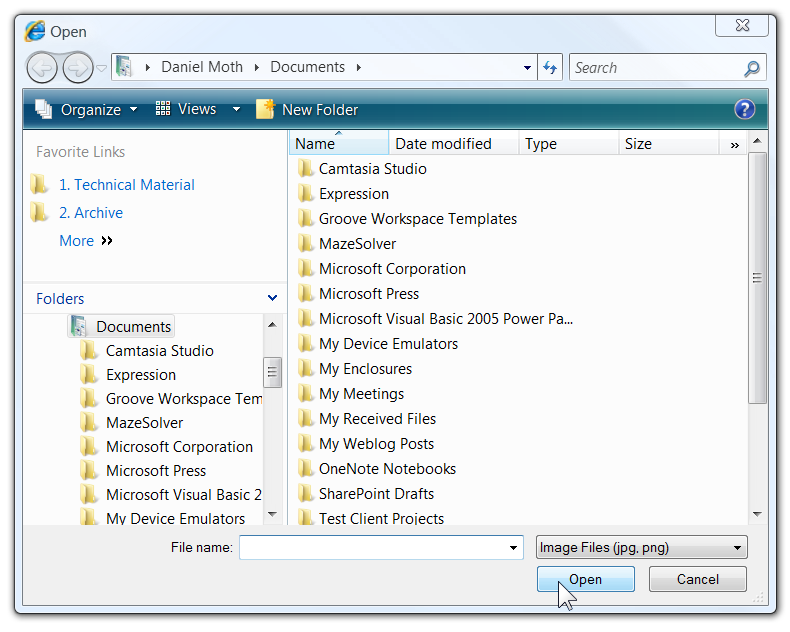 Open
Daniel Moth Documents
Search
Organize Views New Folder ?
Favorite Links
1. Technical Material
2. Archive
More »
Folders
Documents
Camtasia Studio
Expression
Groove Workspace Tem
MazeSolver
Microsoft Corporation
Microsoft Press
Microsoft Visual Basic 2
My Device Emulators
Name Date modified Type Size »
Camtasia Studio
Expression
Groove Workspace Templates
MazeSolver
Microsoft Corporation
Microsoft Press
Microsoft Visual Basic 2005 Power Pa...
My Device Emulators
My Enclosures
My Meetings
My Received Files
My Weblog Posts
OneNote Notebooks
SharePoint Drafts
Test Client Projects
File name: Image Files (jpg, png)
Open Cancel